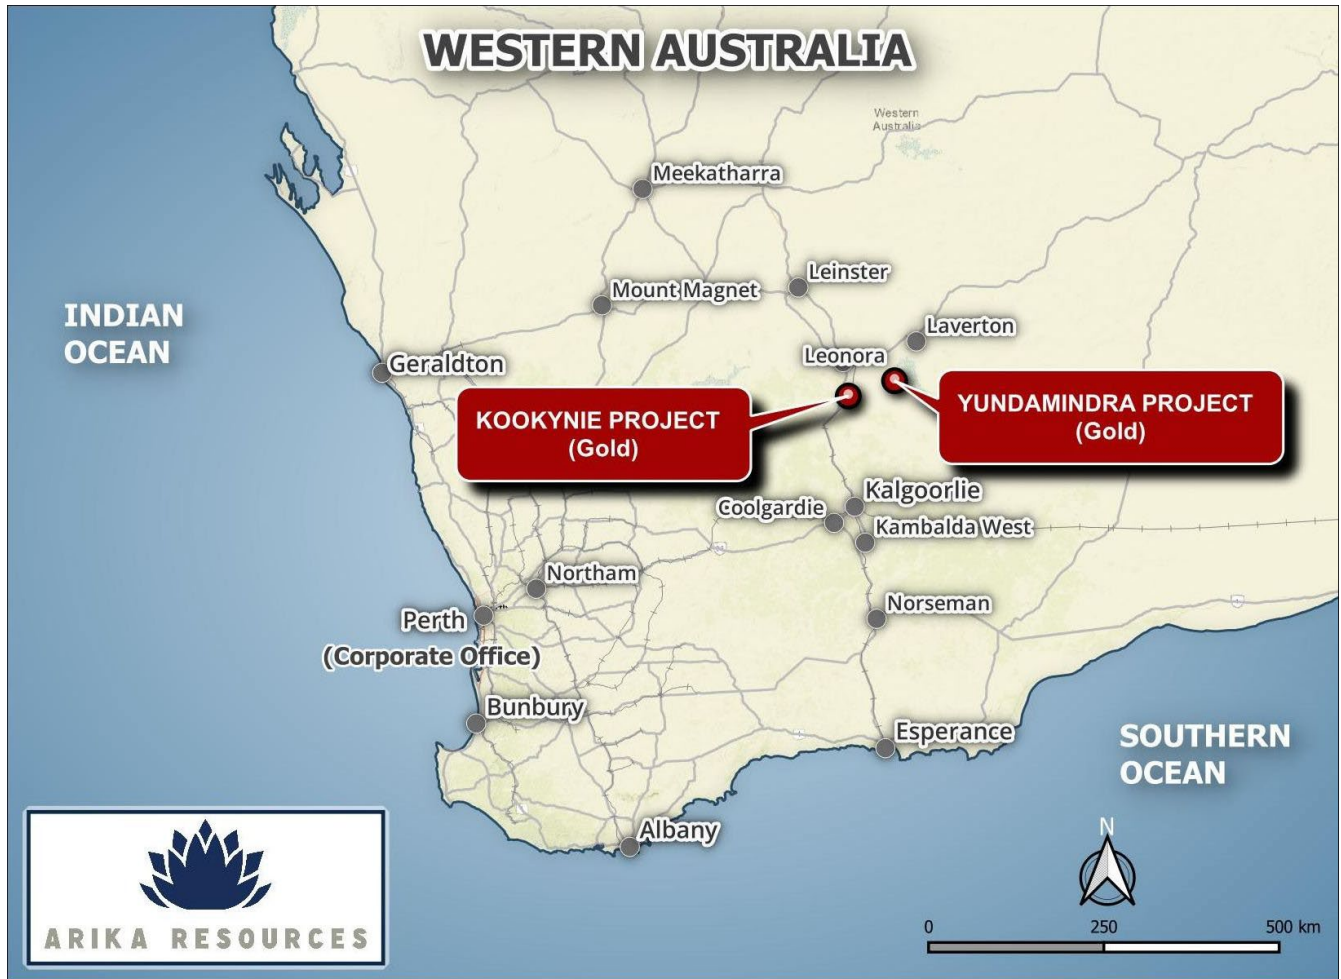 WESTERN AUSTRALIA
Western
Australia
Meekatharra
Leinster
Mount Magnet
INDIAN
OCEAN
Laverton
Leonora
Geraldton
KOOKYNIE PROJECT
(Gold)
YUNDAMINDRA PROJECT
(Gold)
Kalgoorlie
Coolgardie
Kambalda West
Northam
Norseman
Perth
(Corporate Office)
Bunbury
Esperance
SOUTHERN
OCEAN
Albany
N
0 250 500 km
ARIKA RESOURCES